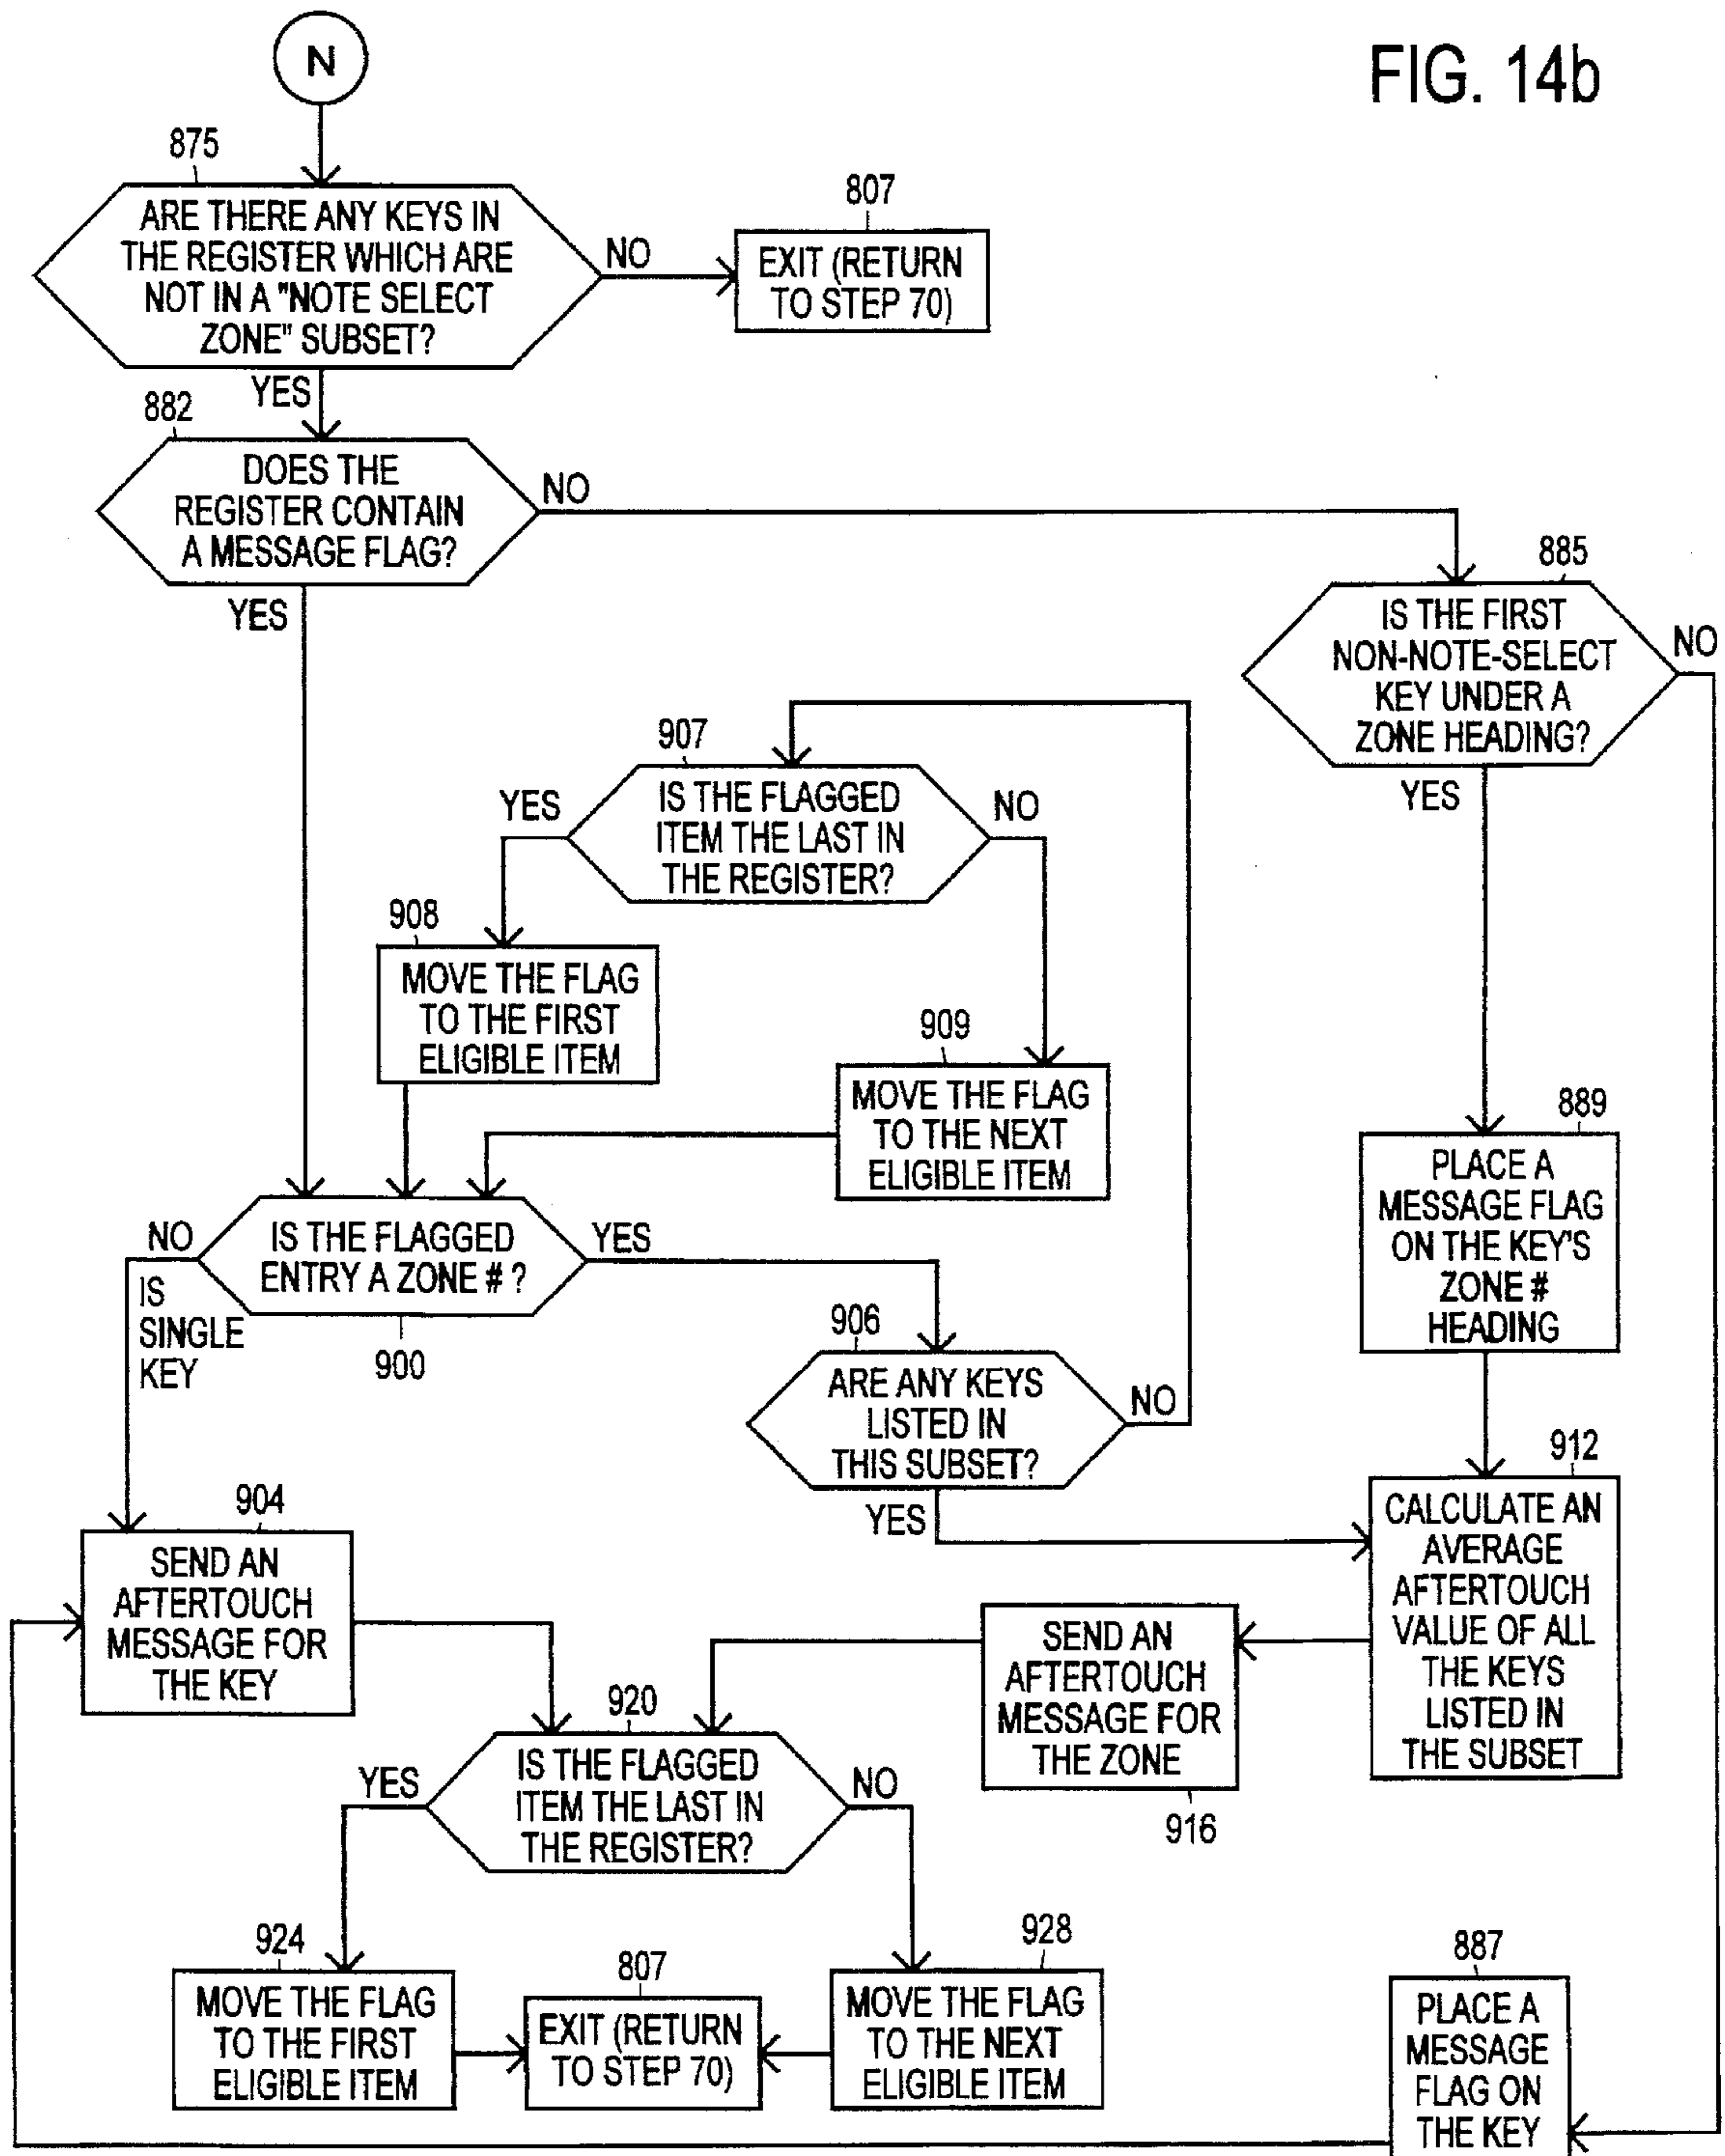 FIG. 14b
N
875
ARE THERE ANY KEYS IN
THE REGISTER WHICH ARE
NOT IN A "NOTE SELECT
ZONE" SUBSET?
NO
807
EXIT (RETURN
TO STEP 70)
YES
882
DOES THE
REGISTER CONTAIN
A MESSAGE FLAG?
NO
YES
885
IS THE FIRST
NON-NOTE-SELECT
KEY UNDER A
ZONE HEADING?
NO
YES
907
IS THE FLAGGED
ITEM THE LAST IN
THE REGISTER?
YES
NO
908
MOVE THE FLAG
TO THE FIRST
ELIGIBLE ITEM
909
MOVE THE FLAG
TO THE NEXT
ELIGIBLE ITEM
889
PLACE A
MESSAGE FLAG
ON THE KEY'S
ZONE #
HEADING
NO
IS
SINGLE
KEY
IS THE FLAGGED
ENTRY A ZONE # ?
900
YES
906
ARE ANY KEYS
LISTED IN
THIS SUBSET?
NO
YES
912
CALCULATE AN
AVERAGE
AFTERTOUCH
VALUE OF ALL
THE KEYS
LISTED IN
THE SUBSET
904
SEND AN
AFTERTOUCH
MESSAGE FOR
THE KEY
SEND AN
AFTERTOUCH
MESSAGE FOR
THE ZONE
916
920
IS THE FLAGGED
ITEM THE LAST IN
THE REGISTER?
YES
NO
924
MOVE THE FLAG
TO THE FIRST
ELIGIBLE ITEM
807
EXIT (RETURN
TO STEP 70)
928
MOVE THE FLAG
TO THE NEXT
ELIGIBLE ITEM
887
PLACE A
MESSAGE
FLAG ON
THE KEY